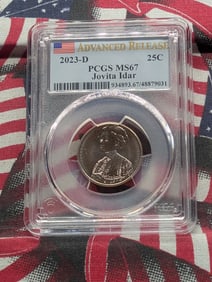 ADVANCED RELEASE
2023-D 25C
PCGS MS67
Jovita Idar
934893.67/48879031